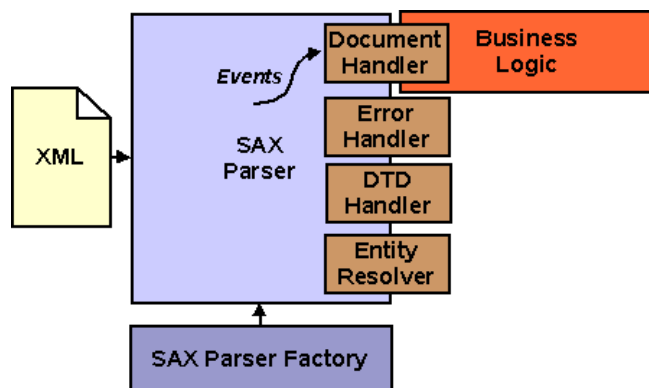 Document
Handler
Business
Logic
Events
Error
Handler
XML
SAX
Parser
DTD
Handler
Entity
Resolver
SAX Parser Factory